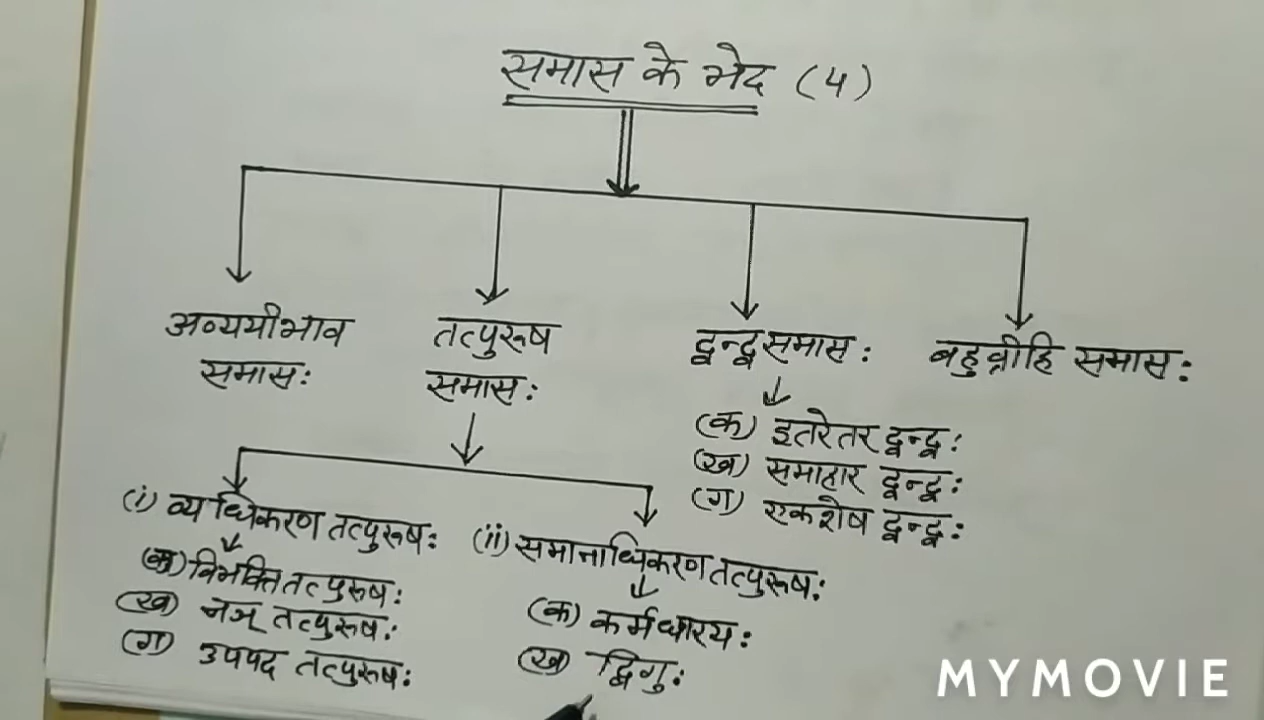 समास के भेद (4)
अव्ययीभाव
समासः
तत्पुरूष
समासः
द्वन्द्व समासः
बहुव्रीहि समासः
(क) इतरेतर द्वन्द्वः
(ख) समाहार द्वन्द्वः
(ग) एकशेष द्वन्द्वः
(i) व्यधिकरण तत्पुरूषः
(क) विभक्ति तत्पुरूषः
(ख) नञ् तत्पुरूषः
(ग) उपपद तत्पुरूषः
(ii) समानाधिकरण तत्पुरूषः
(क) कर्मधारयः
(ख) द्विगुः
MYMOVIE